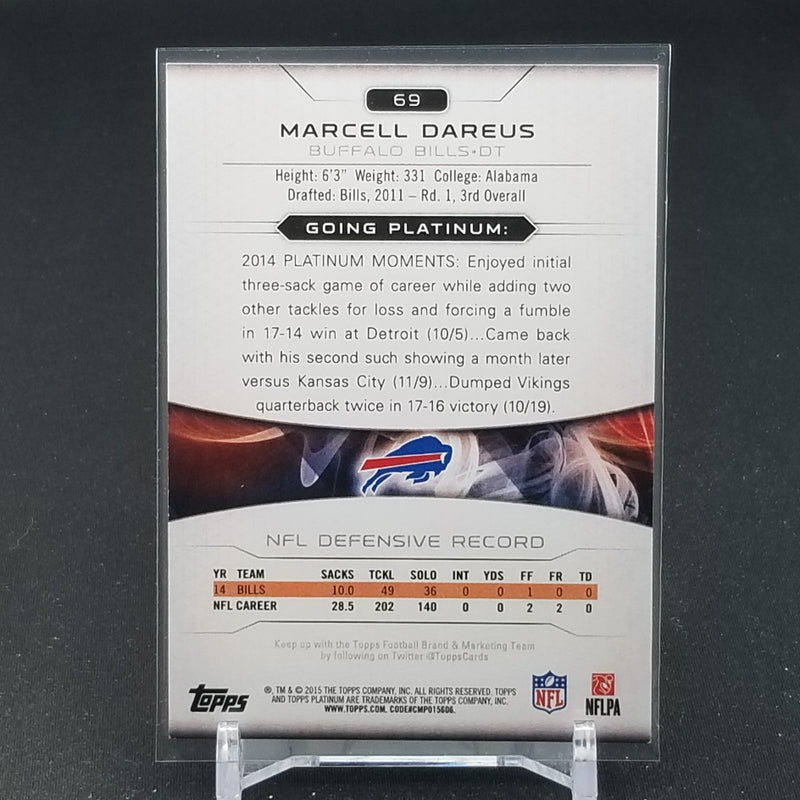 69
MARCELL DAREUS
BUFFALO BILLS•DT
Height: 6'3" Weight: 331 College: Alabama
Drafted: Bills, 2011 – Rd. 1, 3rd Overall
GOING PLATINUM:
2014 PLATINUM MOMENTS: Enjoyed initial
three-sack game of career while adding two
other tackles for loss and forcing a fumble
in 17-14 win at Detroit (10/5)...Came back
with his second such showing a month later
versus Kansas City (11/9)...Dumped Vikings
quarterback twice in 17-16 victory (10/19).
NFL DEFENSIVE RECORD
YR TEAM SACKS TCKL SOLO INT YDS FF FR TD
14 BILLS 10.0 49 36 0 0 1 0 0
NFL CAREER 28.5 202 140 0 0 2 2 0
Keep up with the Topps Football Brand & Marketing Team
by following on Twitter @ToppsCards
Topps
®, TM & © 2015 THE TOPPS COMPANY, INC. ALL RIGHTS RESERVED. TOPPS
AND TOPPS PLATINUM ARE TRADEMARKS OF THE TOPPS COMPANY, INC.
WWW.TOPPS.COM. CODE#CMP015606.
NFL
NFLPA